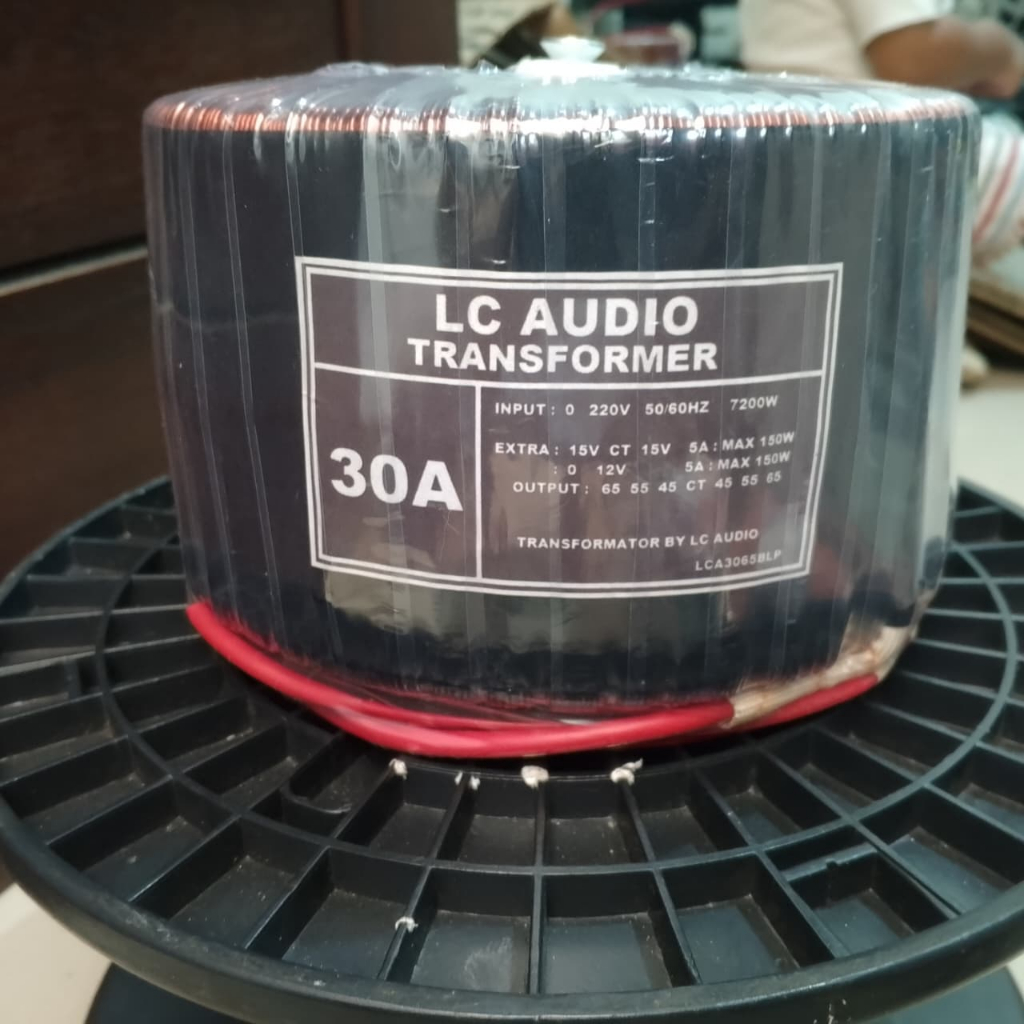 LC AUDIO
TRANSFORMER
30A
INPUT : 0 220V 50/60HZ 7200W
EXTRA : 15V CT 15V 5A : MAX 150W
: 0 12V 5A : MAX 150W
OUTPUT : 65 55 45 CT 45 55 65
TRANSFORMATOR BY LC AUDIO
LCA3065BLP